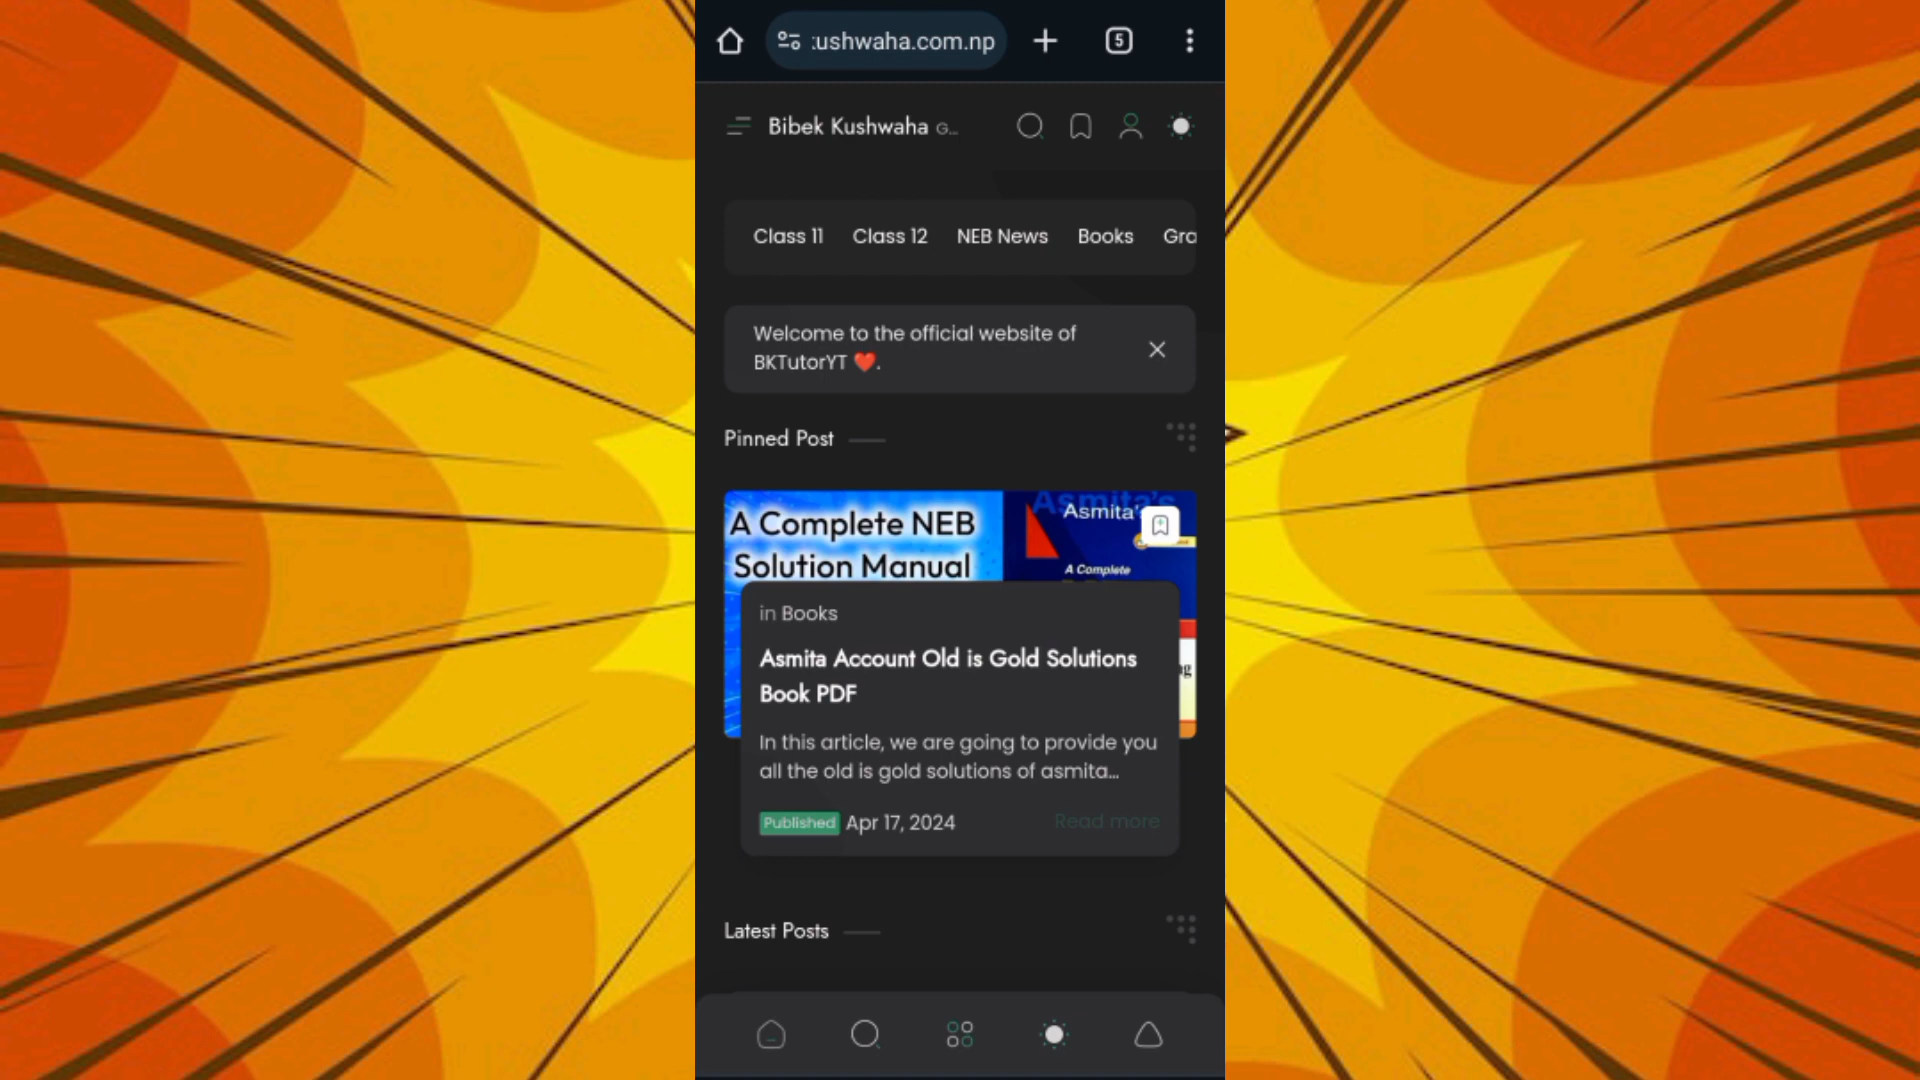 :ushwaha.com.np
5
Bibek Kushwaha G...
Class 11 Class 12 NEB News Books Gra
Welcome to the official website of
BKTutorYT ❤️.
Pinned Post
A Complete NEB
Solution Manual
Asmita's
Asmita's
A Complete
in Books
Asmita Account Old is Gold Solutions
Book PDF
In this article, we are going to provide you
all the old is gold solutions of asmita...
Published Apr 17, 2024
Read more
Latest Posts